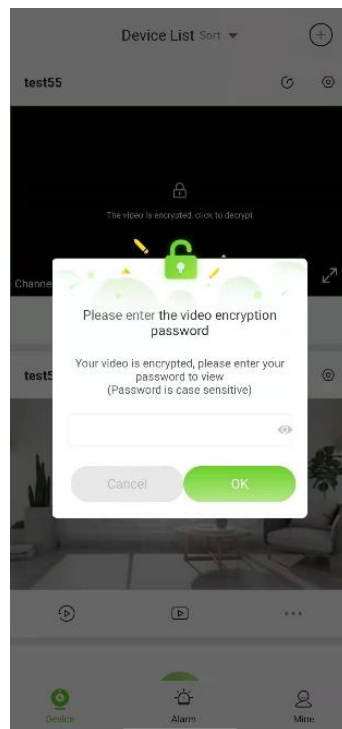 Device List Sort
test55
The video is encrypted, click to decrypt
Channe
Please enter the video encryption
password
Your video is encrypted, please enter your
password to view
(Password is case sensitive)
test5
Cancel
OK
Device
Alarm
Mine